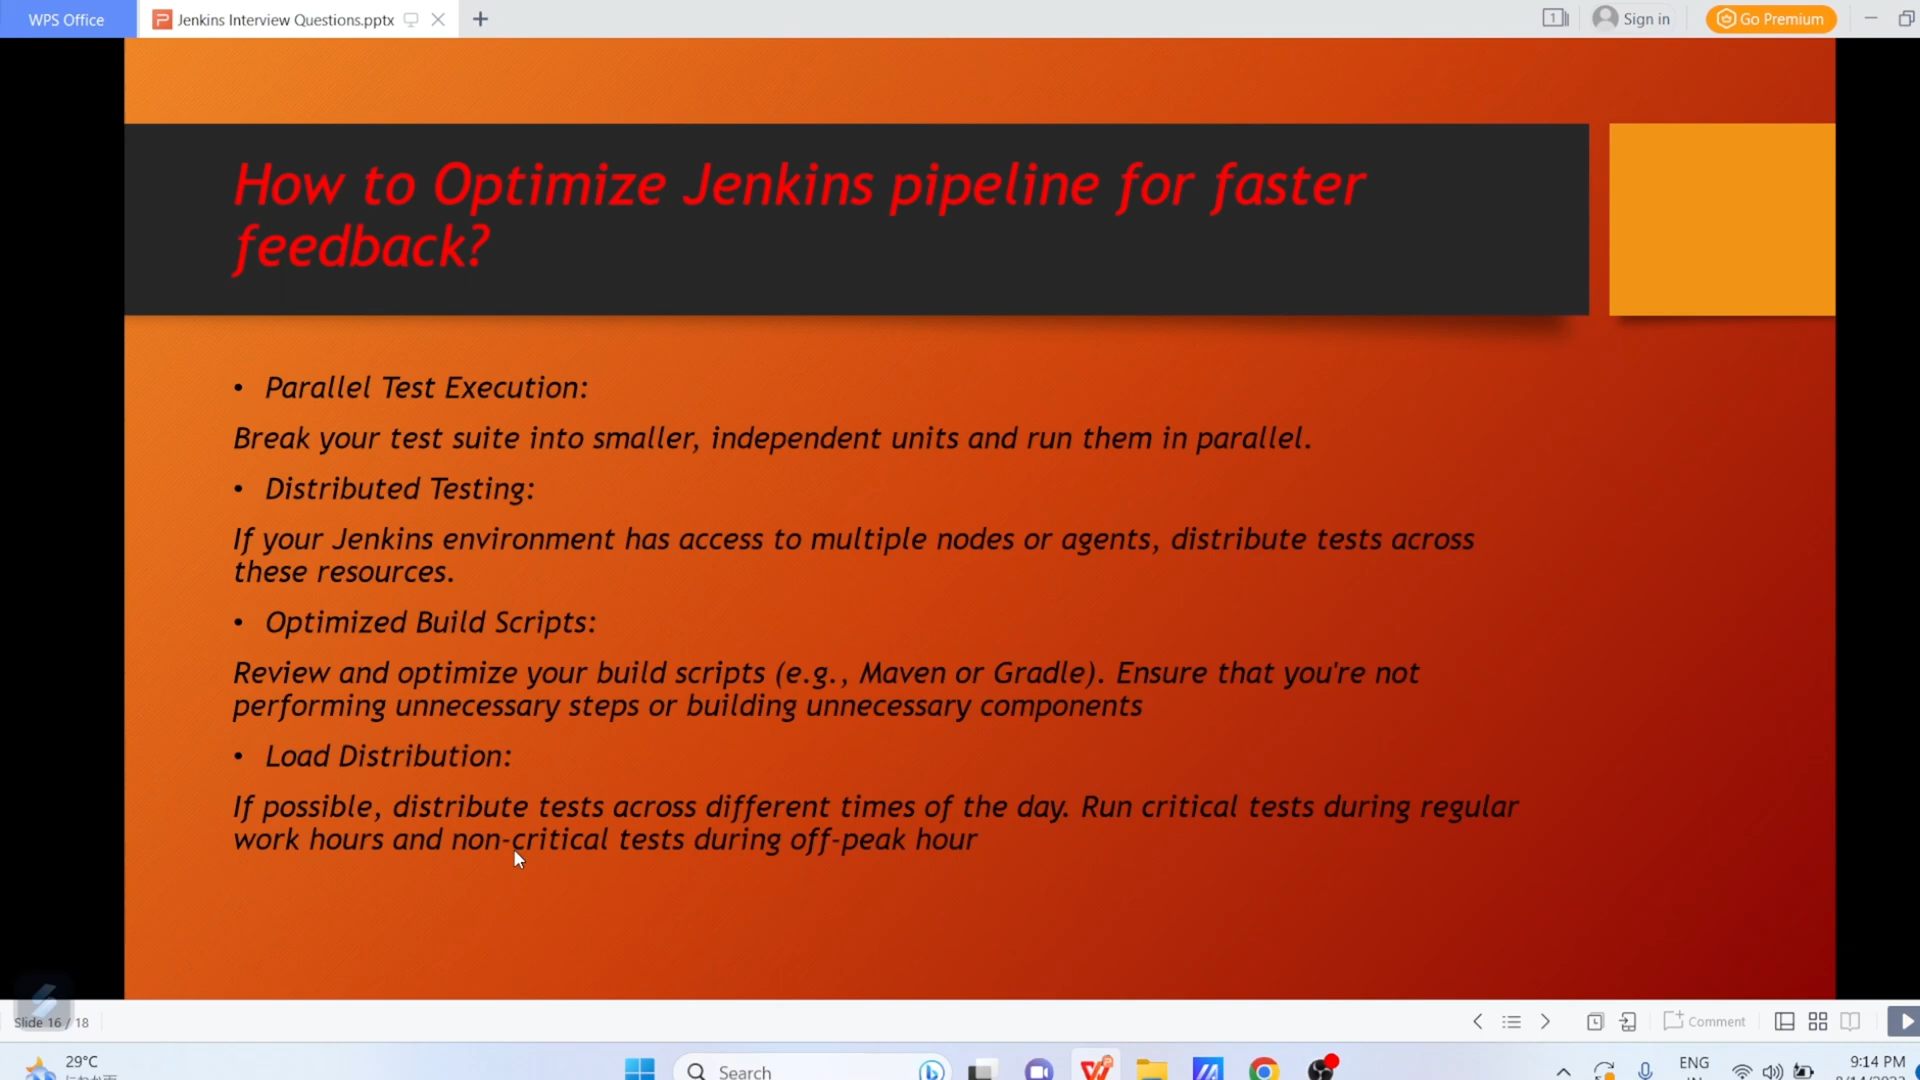 WPS Office
Jenkins Interview Questions.pptx
1
Sign in
Go Premium
How to Optimize Jenkins pipeline for faster
feedback?
• Parallel Test Execution:
Break your test suite into smaller, independent units and run them in parallel.
• Distributed Testing:
If your Jenkins environment has access to multiple nodes or agents, distribute tests across
these resources.
• Optimized Build Scripts:
Review and optimize your build scripts (e.g., Maven or Gradle). Ensure that you're not
performing unnecessary steps or building unnecessary components
• Load Distribution:
If possible, distribute tests across different times of the day. Run critical tests during regular
work hours and non-critical tests during off-peak hour
Slide 16 / 18
Comment
29°C
Search
ENG
9:14 PM